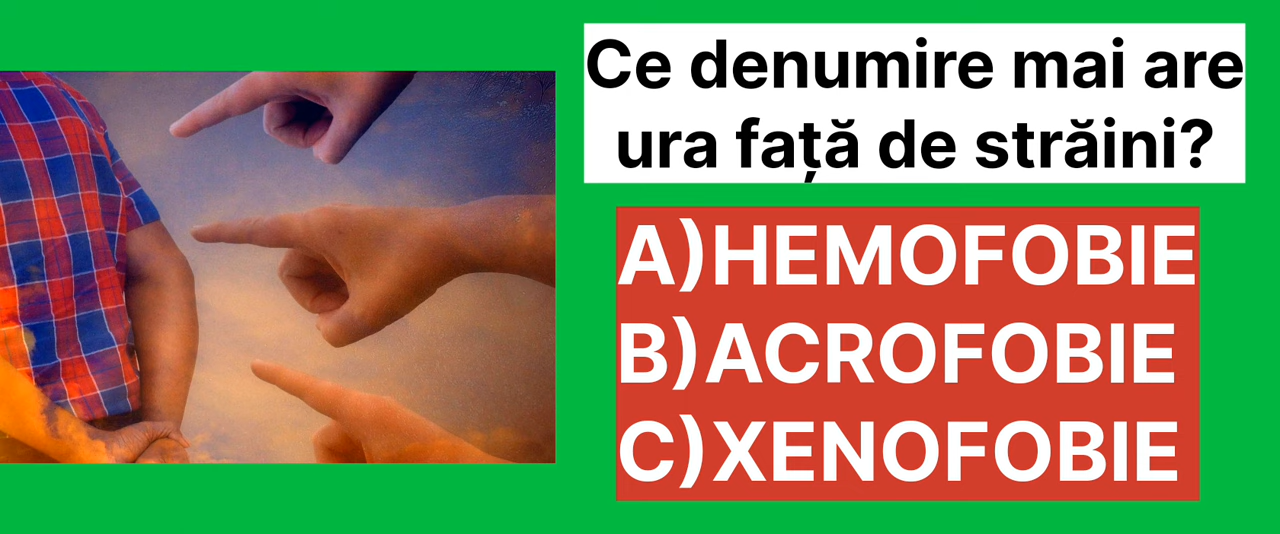 Ce denumire mai are
ura față de străini?
A)HEMOFOBIE
B)ACROFOBIE
C)XENOFOBIE